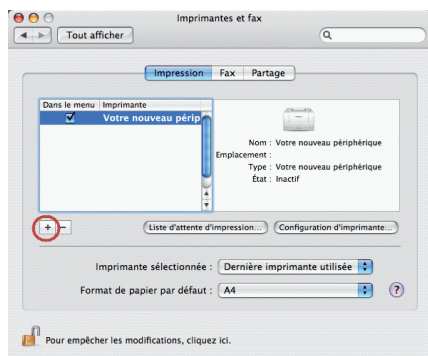 Imprimantes et fax
Tout afficher
Impression Fax Partage
Dans le menu Imprimante
Votre nouveau périp
Nom : Votre nouveau périphérique
Emplacement :
Type : Votre nouveau périphérique
État : Inactif
+ −
Liste d'attente d'impression... Configuration d'imprimante...
Imprimante sélectionnée : Dernière imprimante utilisée
Format de papier par défaut : A4 ?
Pour empêcher les modifications, cliquez ici.